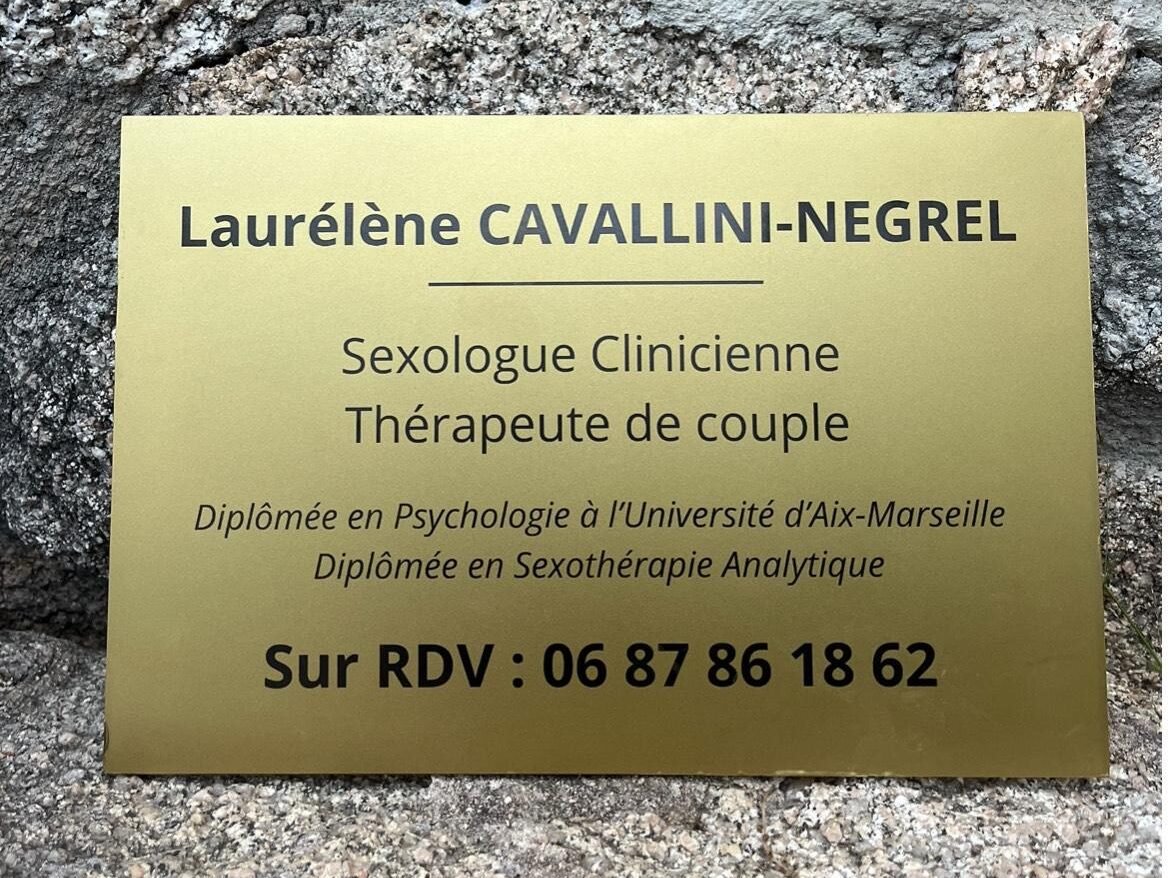 Laurélène CAVALLINI-NEGREL
Sexologue Clinicienne
Thérapeute de couple
Diplômée en Psychologie à l’Université d’Aix-Marseille
Diplômée en Sexothérapie Analytique
Sur RDV : 06 87 86 18 62